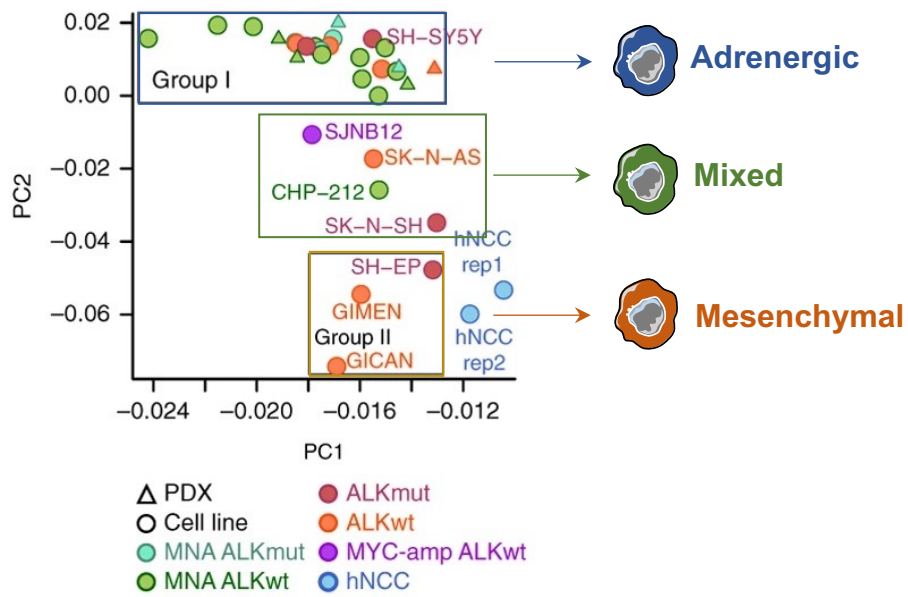 0.02
0.00
−0.02
−0.04
−0.06
PC2
SH−SY5Y
Group I
SJNB12
SK−N−AS
CHP−212
SK−N−SH
hNCC
rep1
SH−EP
GIMEN
Group II
hNCC
rep2
GICAN
−0.024
−0.020
−0.016
−0.012
PC1
Adrenergic
Mixed
Mesenchymal
PDX
ALKmut
Cell line
ALKwt
MNA ALKmut
MYC-amp ALKwt
MNA ALKwt
hNCC